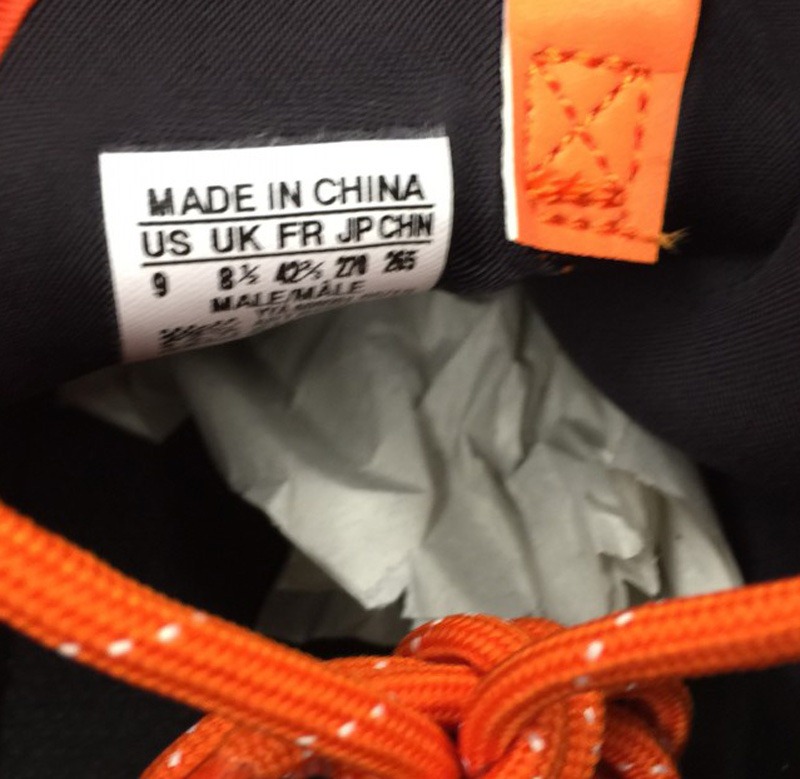 MADE IN CHINA
US UK FR JP CHN
9 8½ 42⅔ 270 265
MALE/MÂLE